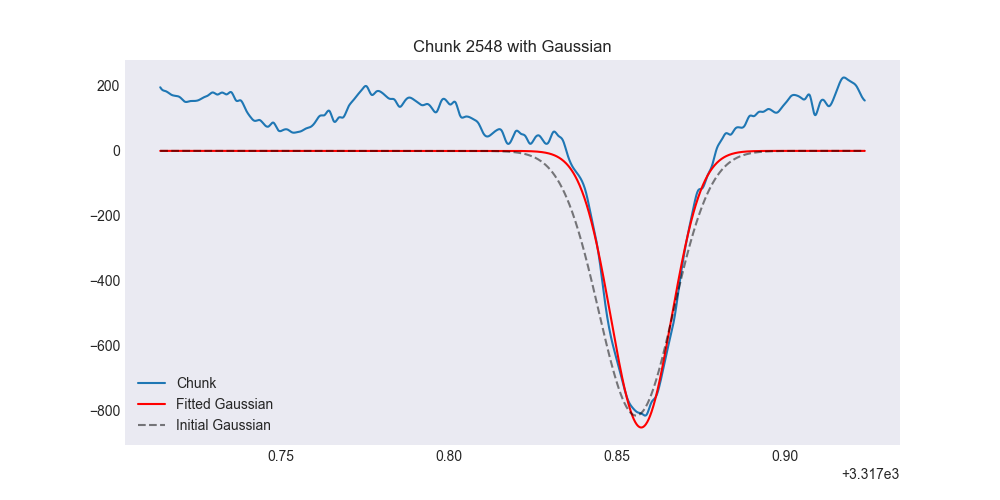 Chunk 2548 with Gaussian
200
0
−200
−400
−600
−800
Chunk
Fitted Gaussian
Initial Gaussian
0.75 0.80 0.85 0.90
+3.317e3